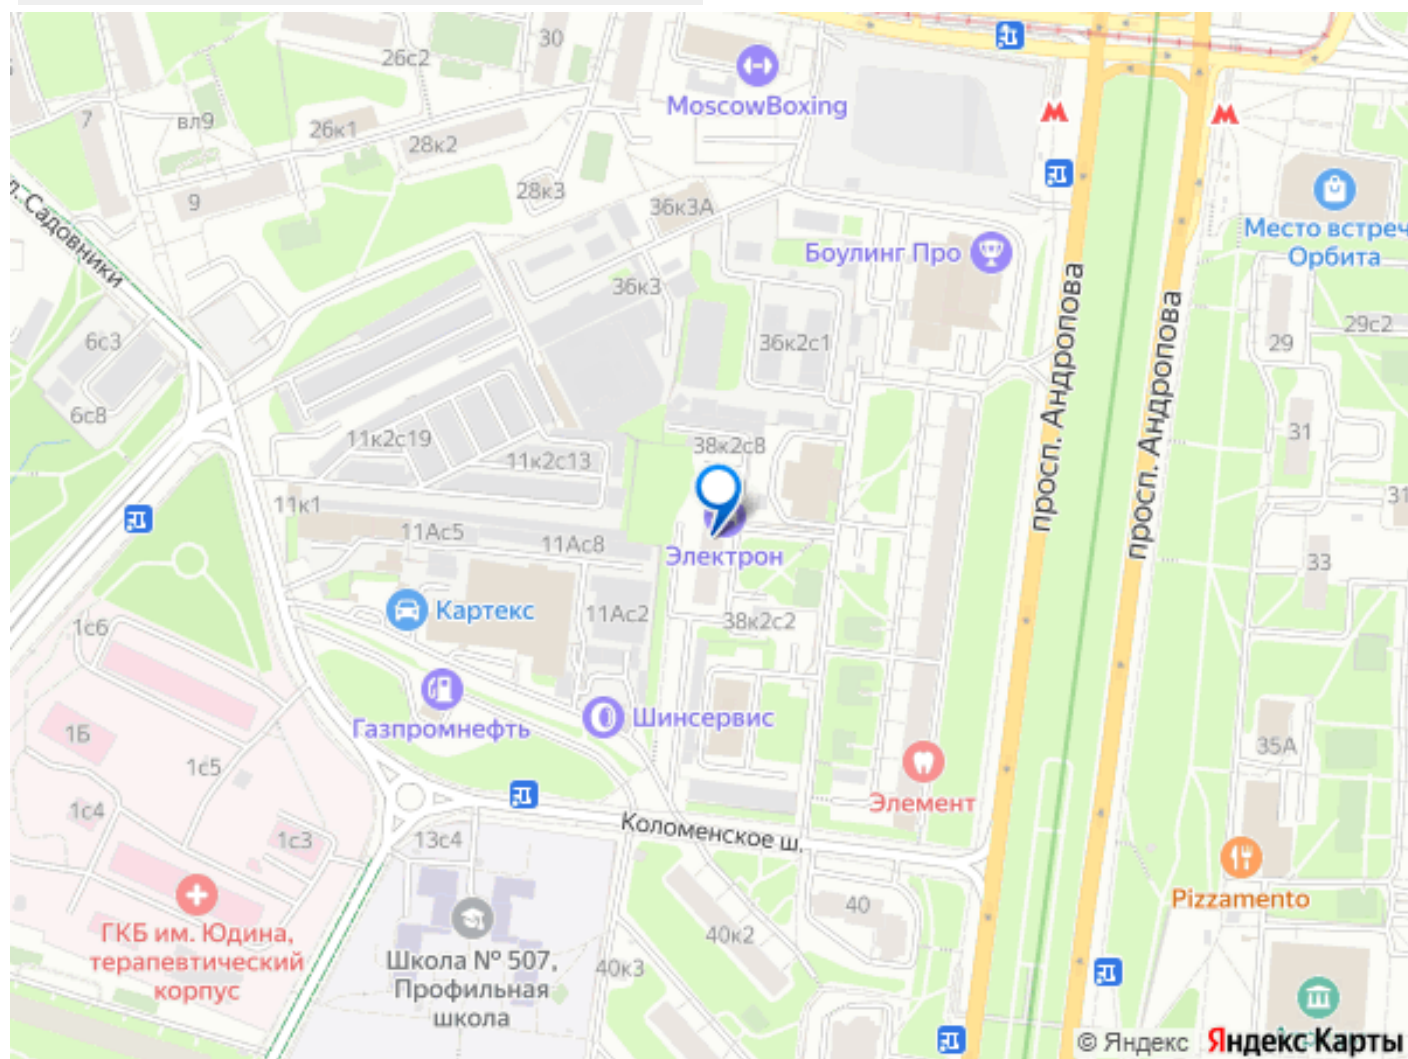 30
26с2
MoscowBoxing
7
вл9
26к1
28к2
9
28к3
36к3А
л. Садовники
Боулинг Про
Место встреч
Орбита
36к3
просп. Андропова
просп. Андропова
6с3
36к2с1
29с2
29
6с8
11к2с19
38к2с8
31
11к2с13
11к1
31
11Ас5
11Ас8
Электрон
33
Картекс
11Ас2
38к2с2
1с6
Газпромнефть
Шинсервис
1Б
35А
1с5
Элемент
1с4
Коломенское ш.
1с3
13с4
Pizzamento
40
ГКБ им. Юдина,
терапевтический
корпус
40к2
Школа № 507,
Профильная
школа
40к3
© Яндекс Яндекс Карты